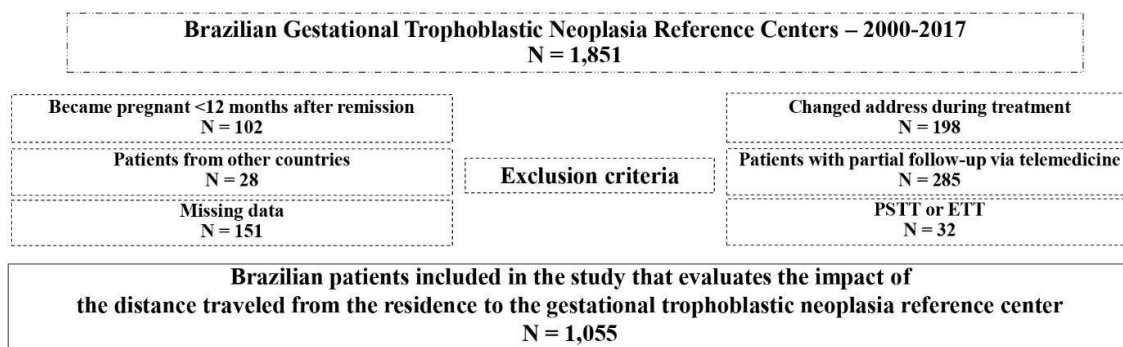 Brazilian Gestational Trophoblastic Neoplasia Reference Centers – 2000-2017
N = 1,851
Became pregnant <12 months after remission
N = 102
Patients from other countries
N = 28
Missing data
N = 151
Exclusion criteria
Changed address during treatment
N = 198
Patients with partial follow-up via telemedicine
N = 285
PSTT or ETT
N = 32
Brazilian patients included in the study that evaluates the impact of
the distance traveled from the residence to the gestational trophoblastic neoplasia reference center
N = 1,055